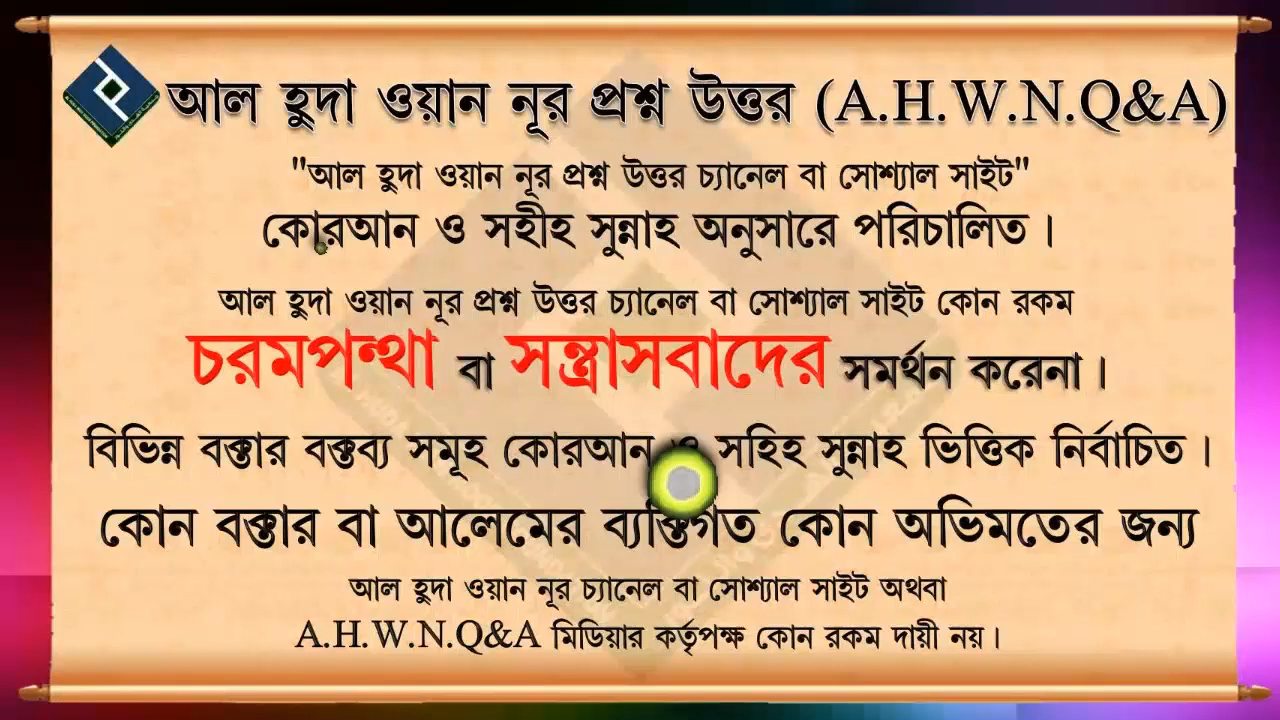 আল হুদা ওয়ান নূর প্রশ্ন উত্তর (A.H.W.N.Q&A)
"আল হুদা ওয়ান নূর প্রশ্ন উত্তর চ্যানেল বা সোশ্যাল সাইট"
কোরআন ও সহীহ সুন্নাহ অনুসারে পরিচালিত।
আল হুদা ওয়ান নূর প্রশ্ন উত্তর চ্যানেল বা সোশ্যাল সাইট কোন রকম
চরমপন্থা বা সন্ত্রাসবাদের সমর্থন করেনা।
বিভিন্ন বক্তার বক্তব্য সমূহ কোরআন ও সহিহ সুন্নাহ ভিত্তিক নির্বাচিত।
কোন বক্তার বা আলেমের ব্যক্তিগত কোন অভিমতের জন্য
আল হুদা ওয়ান নূর চ্যানেল বা সোশ্যাল সাইট অথবা
A.H.W.N.Q&A মিডিয়ার কর্তৃপক্ষ কোন রকম দায়ী নয়।